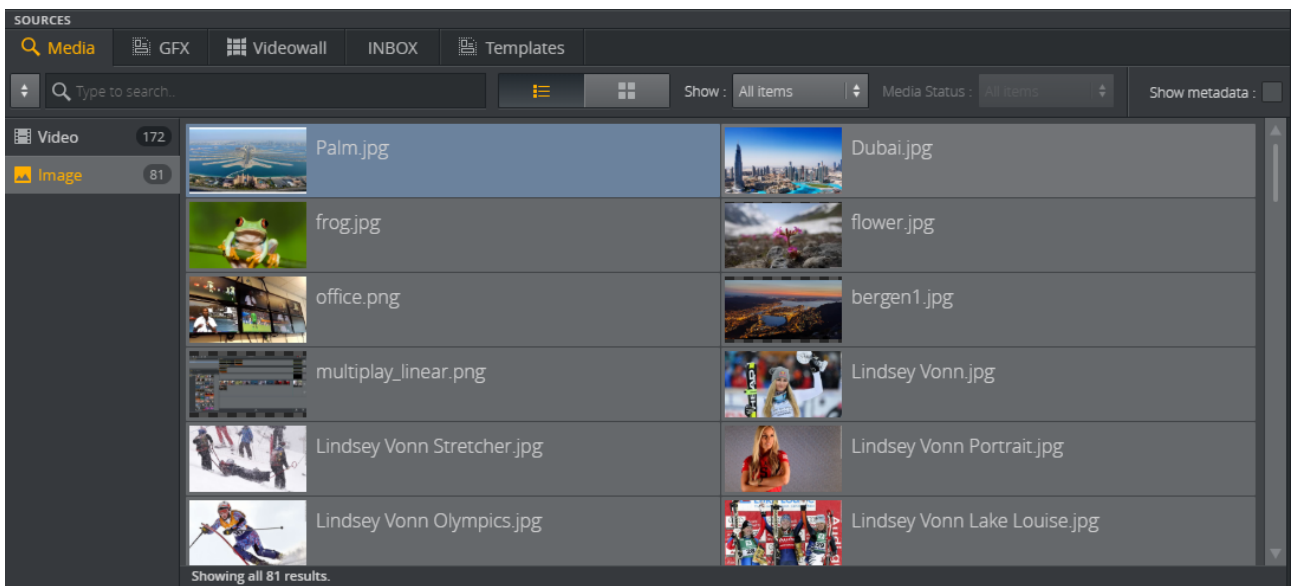 SOURCES
Media GFX Videowall INBOX Templates
Type to search.. Show : All items Media Status : All items Show metadata :
Video 172
Image 81
Palm.jpg Dubai.jpg
frog.jpg flower.jpg
office.png bergen1.jpg
multiplay_linear.png Lindsey Vonn.jpg
Lindsey Vonn Stretcher.jpg Lindsey Vonn Portrait.jpg
Lindsey Vonn Olympics.jpg Lindsey Vonn Lake Louise.jpg
Showing all 81 results.